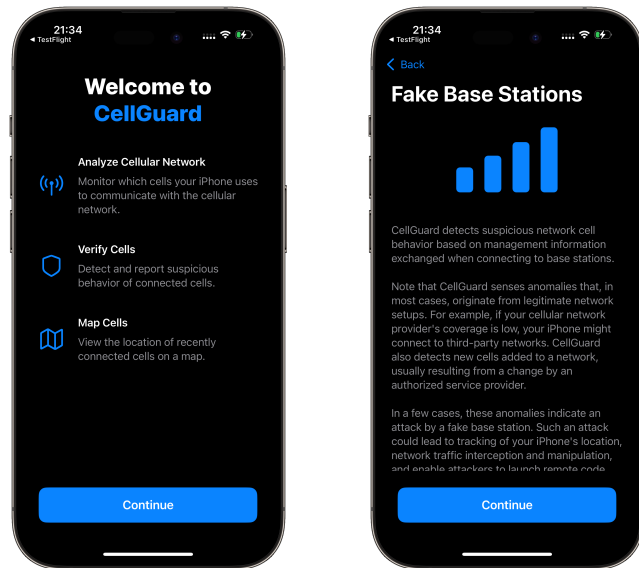 21:34
◀ TestFlight
Welcome to
CellGuard
Analyze Cellular Network
Monitor which cells your iPhone uses
to communicate with the cellular
network.
Verify Cells
Detect and report suspicious
behavior of connected cells.
Map Cells
View the location of recently
connected cells on a map.
Continue
21:34
◀ TestFlight
Back
Fake Base Stations
CellGuard detects suspicious network cell
behavior based on management information
exchanged when connecting to base stations.
Note that CellGuard senses anomalies that, in
most cases, originate from legitimate network
setups. For example, if your cellular network
provider's coverage is low, your iPhone might
connect to third-party networks. CellGuard
also detects new cells added to a network,
usually resulting from a change by an
authorized service provider.
In a few cases, these anomalies indicate an
attack by a fake base station. Such an attack
could lead to tracking of your iPhone's location,
network traffic interception and manipulation,
and enable attackers to launch remote code
Continue